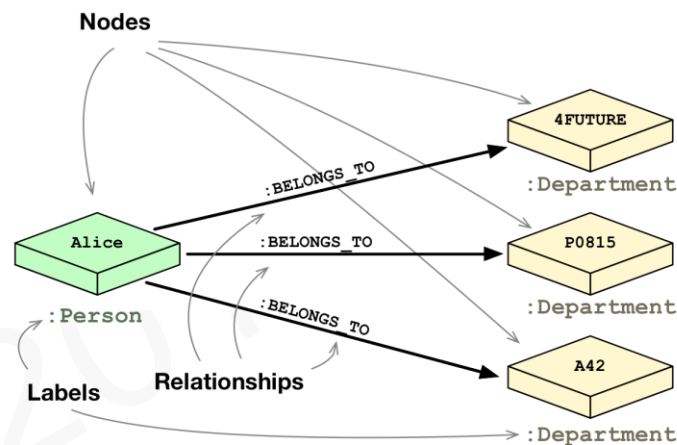 Nodes
4FUTURE
:Department
:BELONGS_TO
Alice
:BELONGS_TO
P0815
:Person
:Department
:BELONGS_TO
A42
Labels
Relationships
:Department